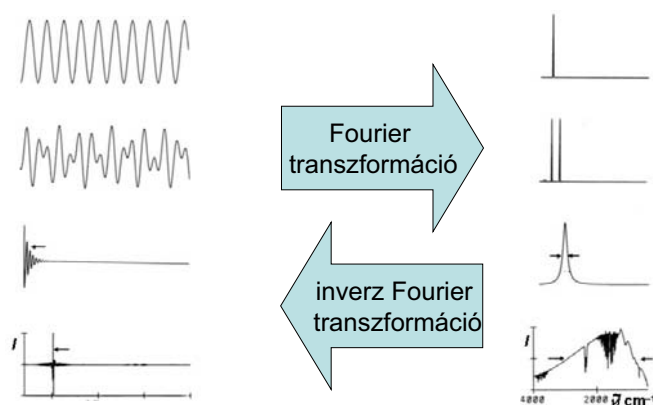 Fourier
transzformáció
inverz Fourier
transzformáció
I
I
4000
2000
ṽ cm⁻¹